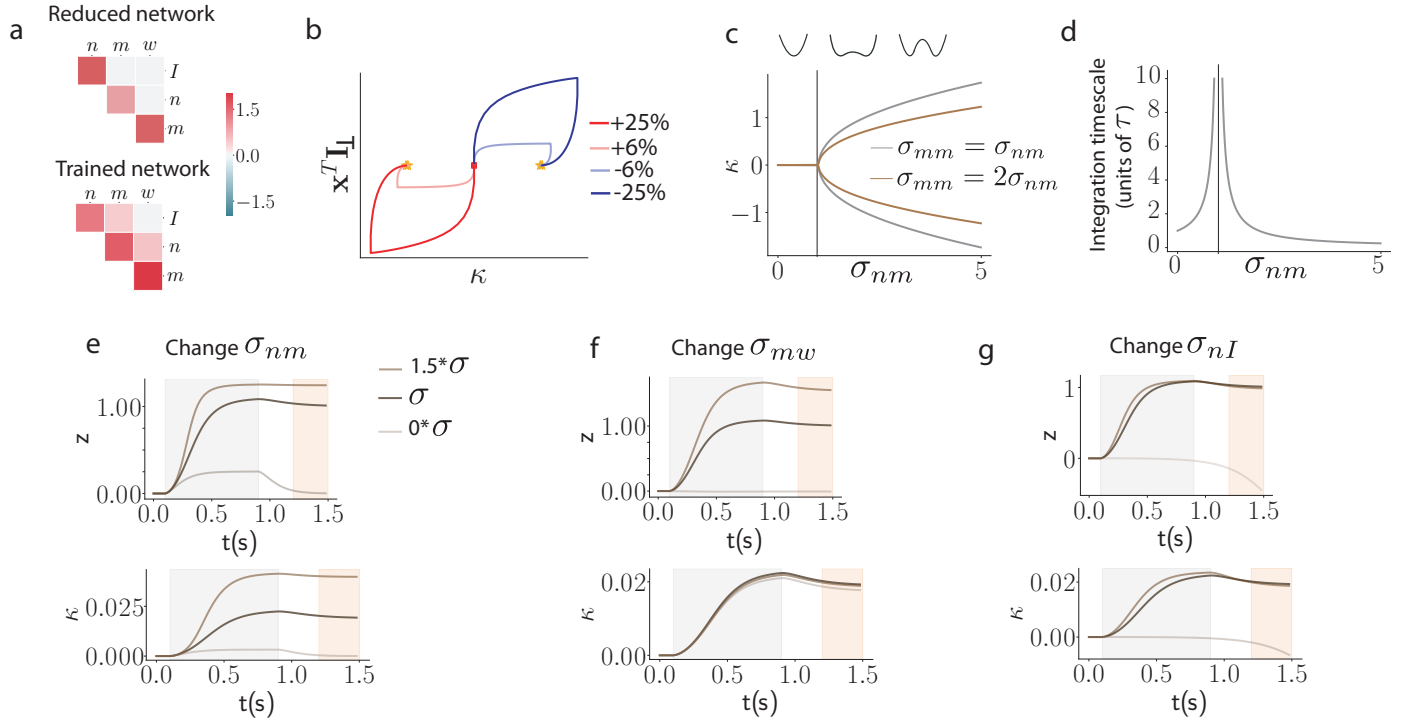 a
Reduced network
n m w
I
n
m
1.5
0.0
−1.5
Trained network
n m w
I
n
m
b
x^T I_⊥
κ
+25%
+6%
-6%
-25%
c
κ
1
0
−1
σ_mm = σ_nm
σ_mm = 2σ_nm
0 σ_nm 5
d
Integration timescale
(units of τ)
10
8
6
4
2
0
0 σ_nm 5
e
Change σ_nm
z
1.00
0.00
0.0 0.5 1.0 1.5
t(s)
1.5*σ
σ
0*σ
κ
0.025
0.000
0.0 0.5 1.0 1.5
t(s)
f
Change σ_mw
z
1.00
0.00
0.0 0.5 1.0 1.5
t(s)
κ
0.02
0.00
0.0 0.5 1.0 1.5
t(s)
g
Change σ_nI
z
1
0
0.0 0.5 1.0 1.5
t(s)
κ
0.02
0.00
0.0 0.5 1.0 1.5
t(s)